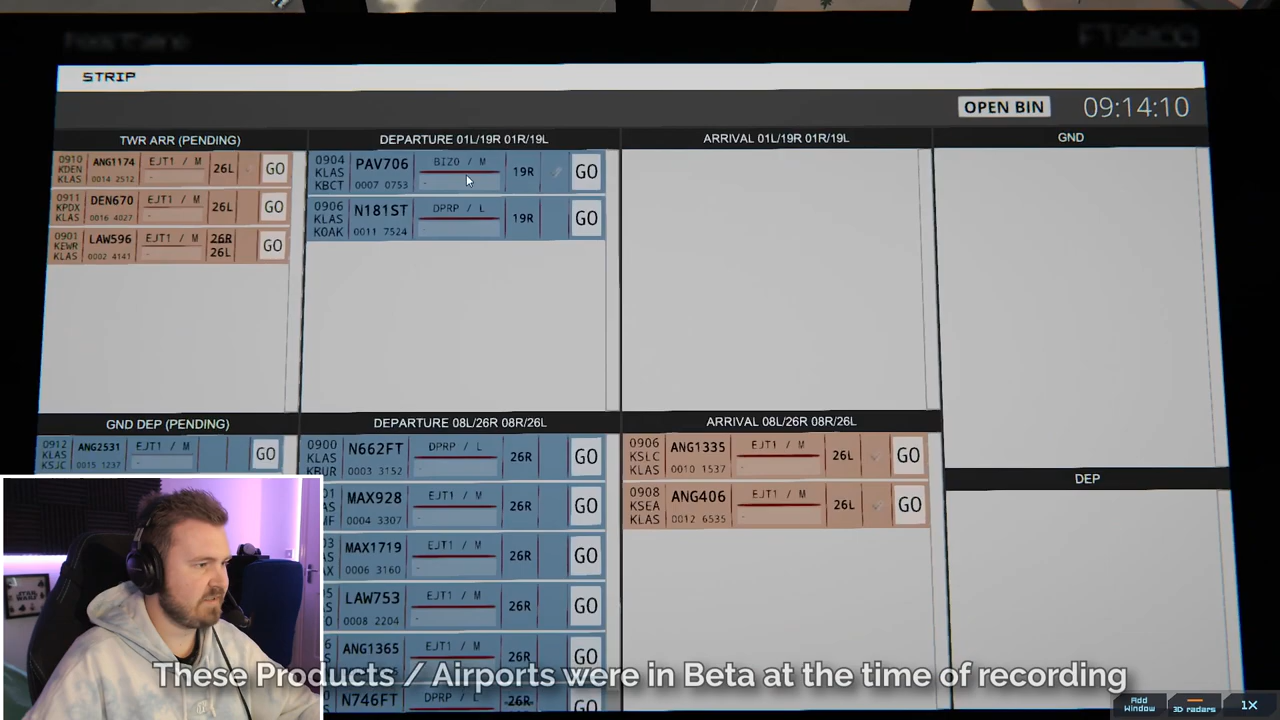 STRIP
OPEN BIN 09:14:10
TWR ARR (PENDING)
0910 ANG1174 EJT1 / M 26L GO
KDEN
KLAS 0014 2512 -
0911 DEN670 EJT1 / M 26L GO
KPDX
KLAS 0016 4027 -
0901 LAW596 EJT1 / M 26R GO
KEWR
KLAS 0002 4141 - 26L
DEPARTURE 01L/19R 01R/19L
0904 PAV706 BIZ0 / M 19R GO
KLAS
KBCT 0007 0753 -
0906 N181ST DPRP / L 19R GO
KLAS
KOAK 0011 7524 -
ARRIVAL 01L/19R 01R/19L
GND
GND DEP (PENDING)
0912 ANG2531 EJT1 / M GO
KLAS
KSJC 0015 1237 -
DEPARTURE 08L/26R 08R/26L
0900 N662FT DPRP / L 26R GO
KLAS
KBUR 0003 3152 -
MAX928 EJT1 / M 26R GO
0004 3307 -
MAX1719 EJT1 / M 26R GO
0006 3160 -
LAW753 EJT1 / M 26R GO
0008 2204 -
ANG1365 EJT1 / M 26R GO
N746FT DPRP / L 26R GO
ARRIVAL 08L/26R 08R/26L
0906 ANG1335 EJT1 / M 26L GO
KSLC
KLAS 0010 1537 -
0908 ANG406 EJT1 / M 26L GO
KSEA
KLAS 0012 6535 -
DEP
These Products / Airports were in Beta at the time of recording
Add
Window
3D radars
1X